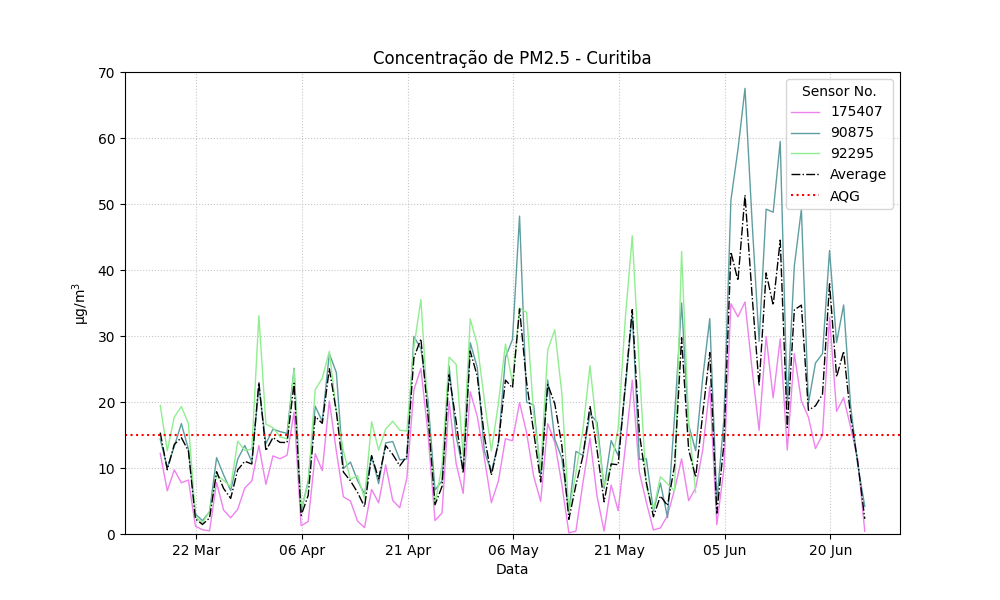 Concentração de PM2.5 - Curitiba
µg/m³
70
60
50
40
30
20
10
0
Sensor No.
175407
90875
92295
Average
AQG
22 Mar
06 Apr
21 Apr
06 May
21 May
05 Jun
20 Jun
Data